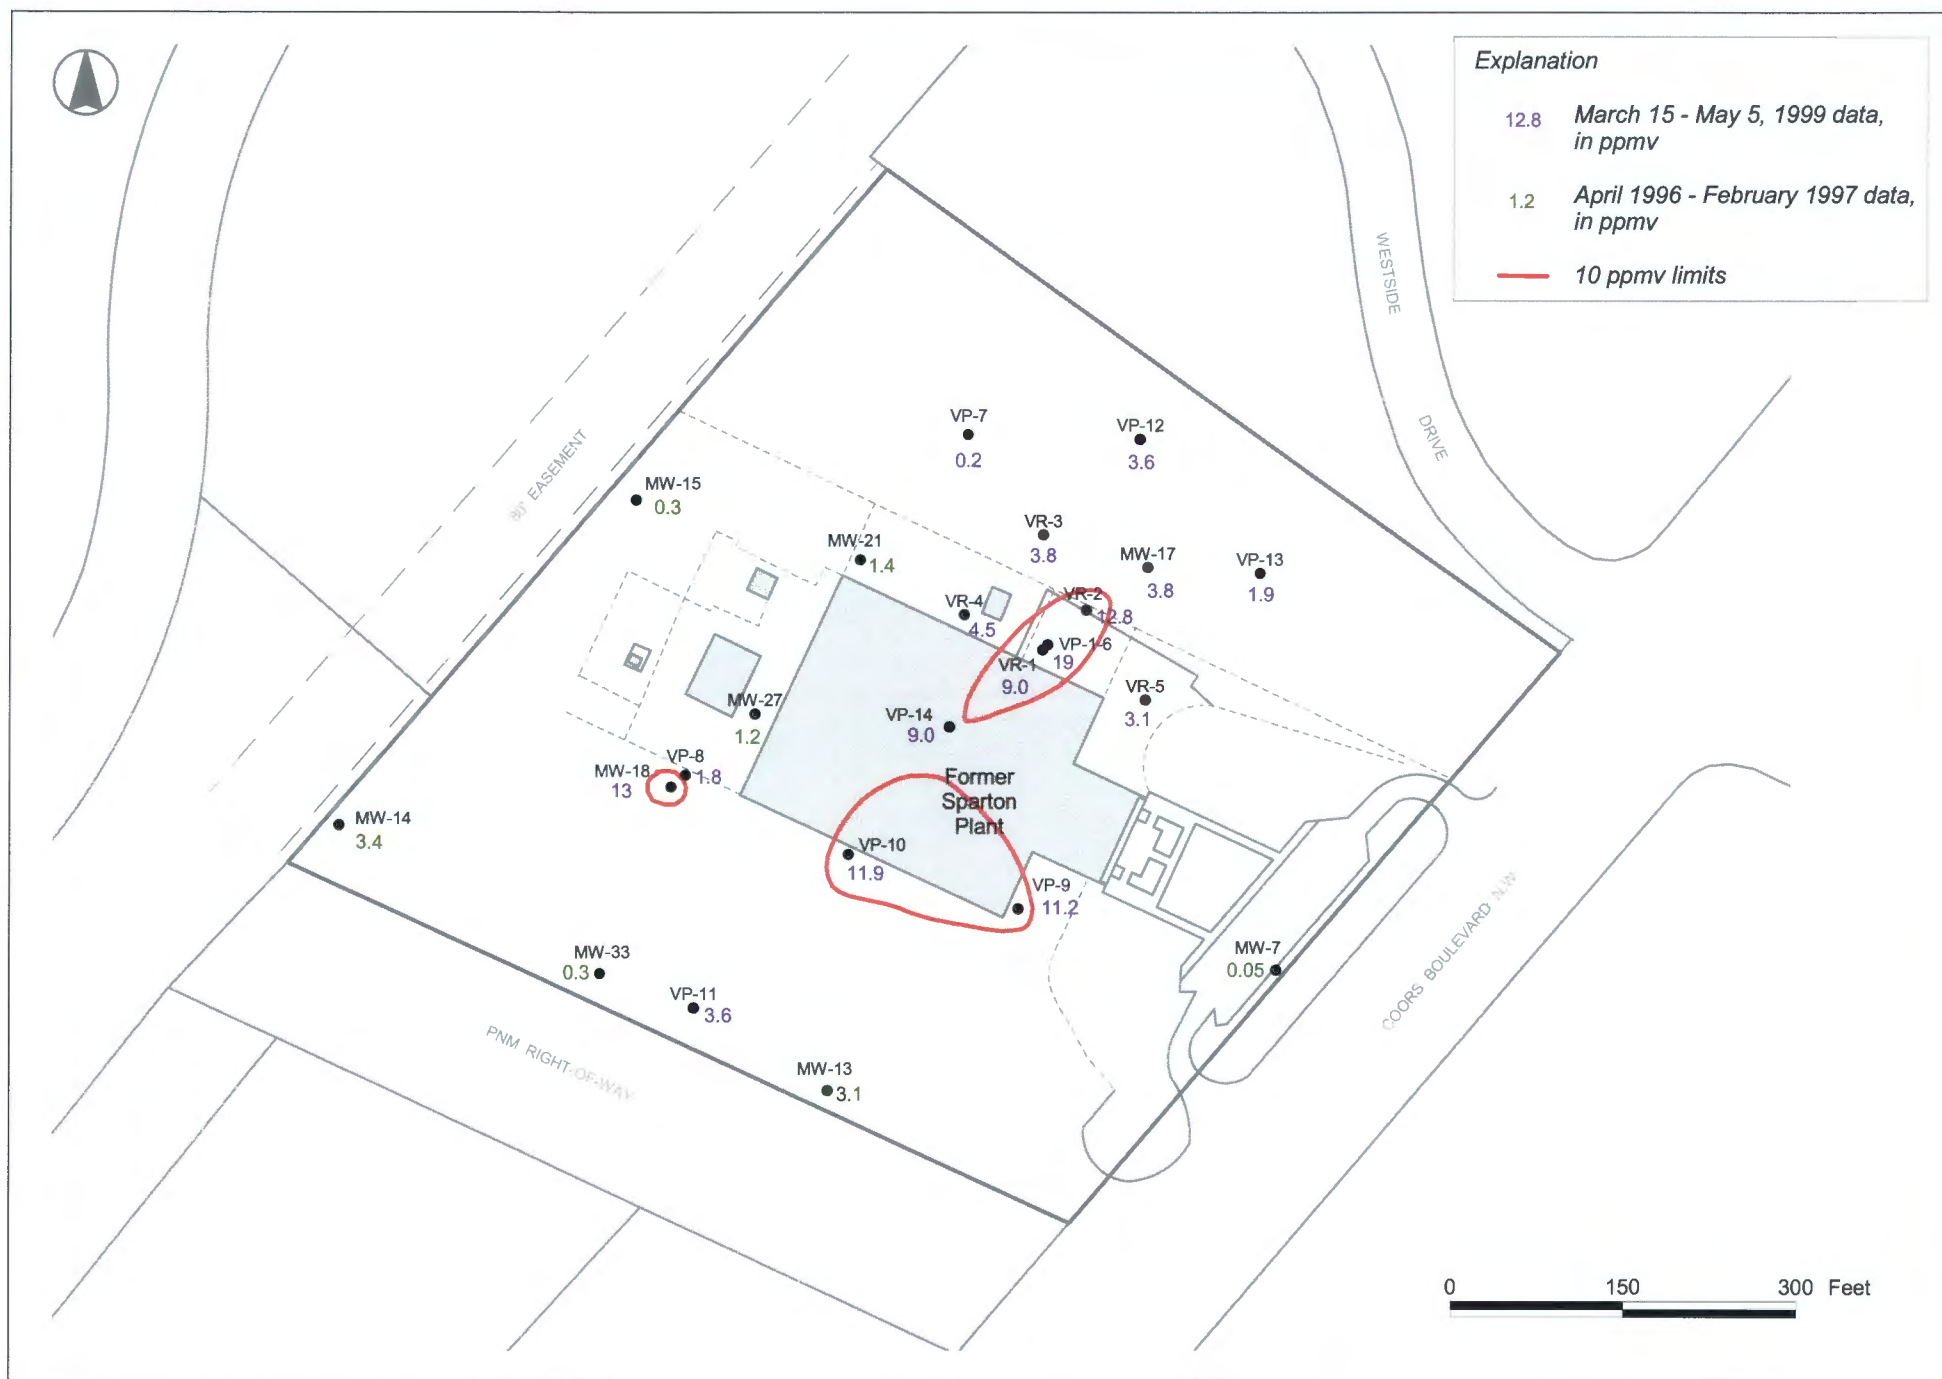 Explanation
12.8 March 15 - May 5, 1999 data,
in ppmv
1.2 April 1996 - February 1997 data,
in ppmv
10 ppmv limits
WESTSIDE
DRIVE
80' EASEMENT
VP-7
0.2
VP-12
3.6
MW-15
0.3
VR-3
3.8
MW-21
1.4
MW-17
3.8
VP-13
1.9
VR-4
4.5
VR-2
12.8
VP-1-6
19
VR-1
9.0
VR-5
3.1
MW-27
1.2
VP-14
9.0
VP-8
1.8
MW-18
13
Former
Sparton
Plant
MW-14
3.4
VP-10
11.9
VP-9
11.2
MW-33
0.3
MW-7
0.05
VP-11
3.6
MW-13
3.1
PNM RIGHT-OF-WAY
COORS BOULEVARD N.W
0 150 300 Feet